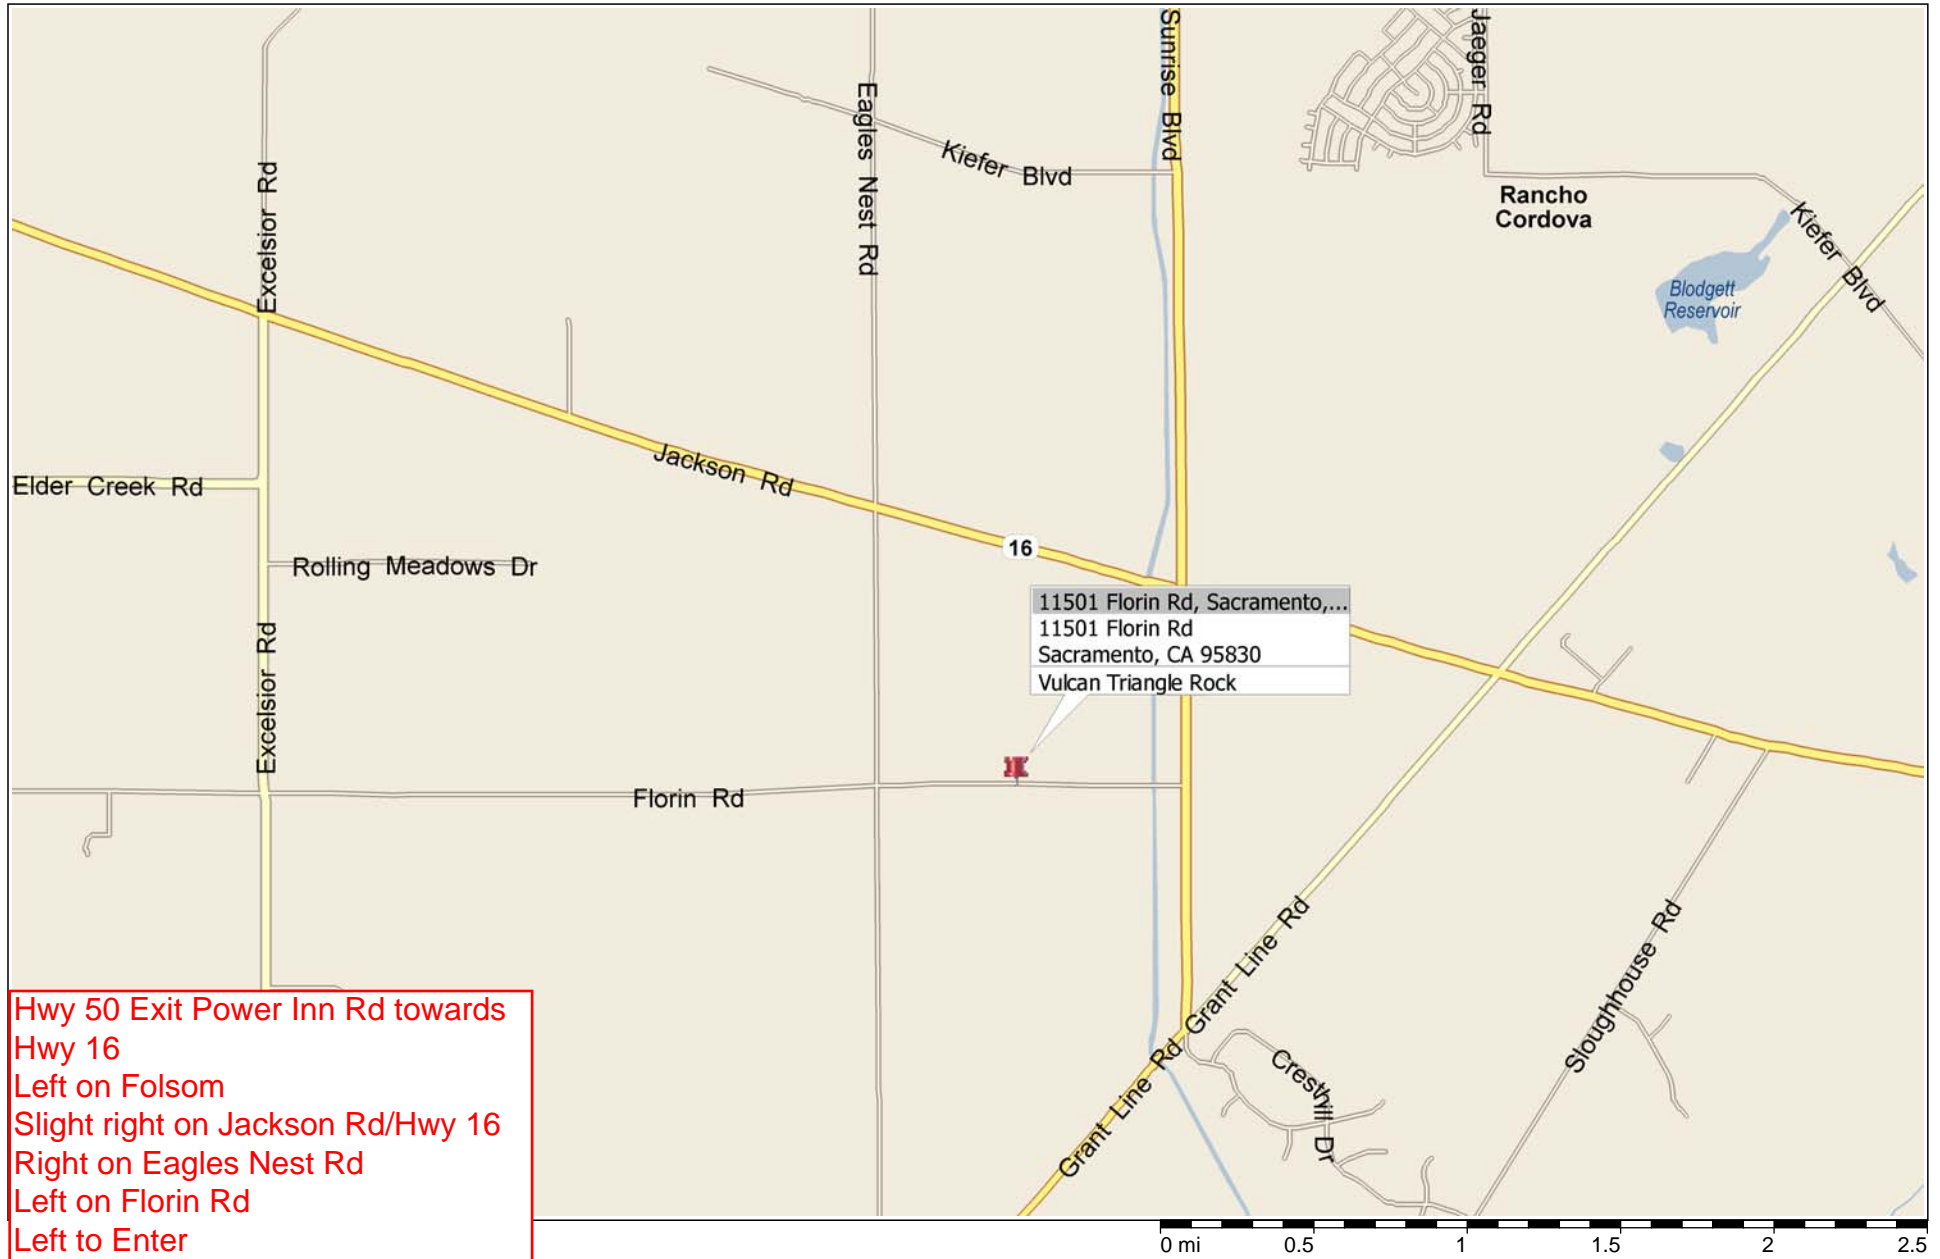 Sunrise Blvd
Jaeger Rd
Eagles Nest Rd
Kiefer Blvd
Excelsior Rd
Rancho
Cordova
Kiefer Blvd
Blodgett
Reservoir
Jackson Rd
Elder Creek Rd
16
Rolling Meadows Dr
11501 Florin Rd, Sacramento,...
11501 Florin Rd
Sacramento, CA 95830
Vulcan Triangle Rock
Excelsior Rd
Florin Rd
Grant Line Rd
Sloughhouse Rd
Grant Line Rd
Cresthill Dr
Hwy 50 Exit Power Inn Rd towards
Hwy 16
Left on Folsom
Slight right on Jackson Rd/Hwy 16
Right on Eagles Nest Rd
Left on Florin Rd
Left to Enter
0 mi 0.5 1 1.5 2 2.5